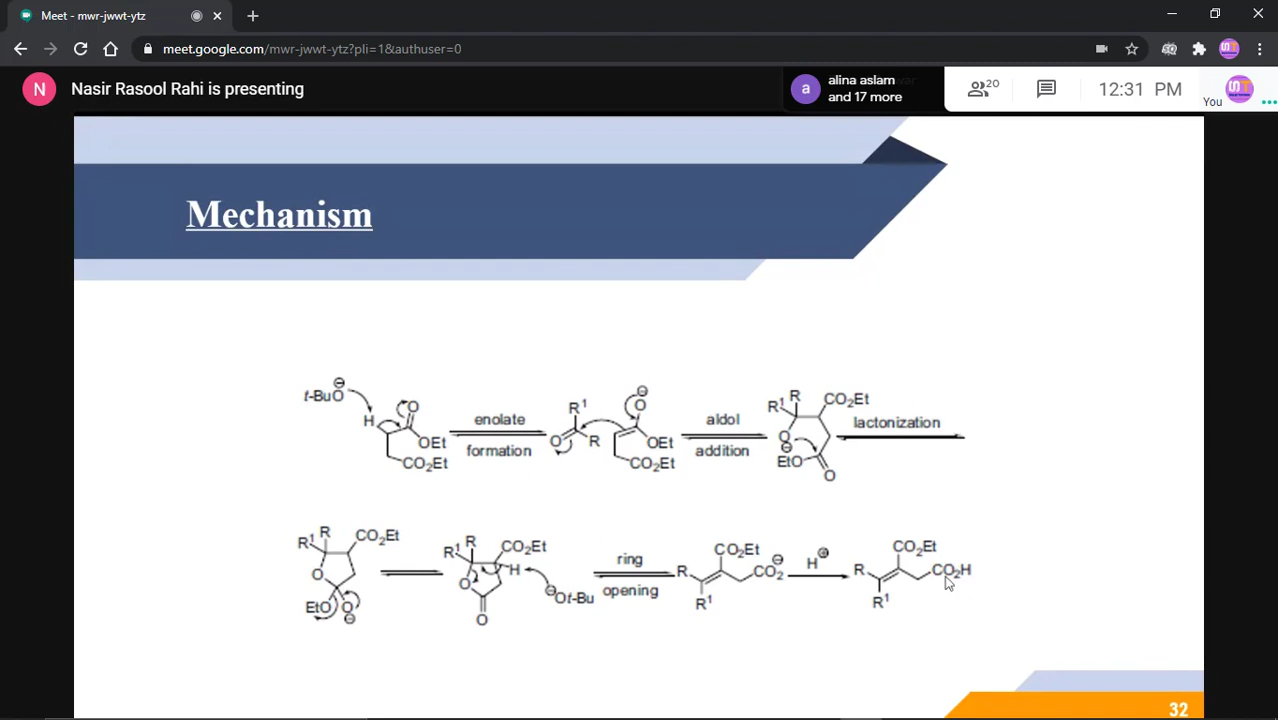 Meet - mwr-jwwt-ytz
meet.google.com/mwr-jwwt-ytz?pli=1&authuser=0
N
Nasir Rasool Rahi is presenting
a
alina aslam
and 17 more
20
12:31 PM
You
Mechanism
t-BuO⊖
H
O
OEt
CO2Et
enolate
formation
R1
O
R
O⊖
OEt
CO2Et
aldol
addition
R1 R
CO2Et
O⊖
EtO
O
lactonization
R1 R
CO2Et
O
EtO
O⊖
R1 R
CO2Et
H
O
O
⊖Ot-Bu
ring
opening
CO2Et
R
CO2⊖
R1
H⊕
CO2Et
R
CO2H
R1
32